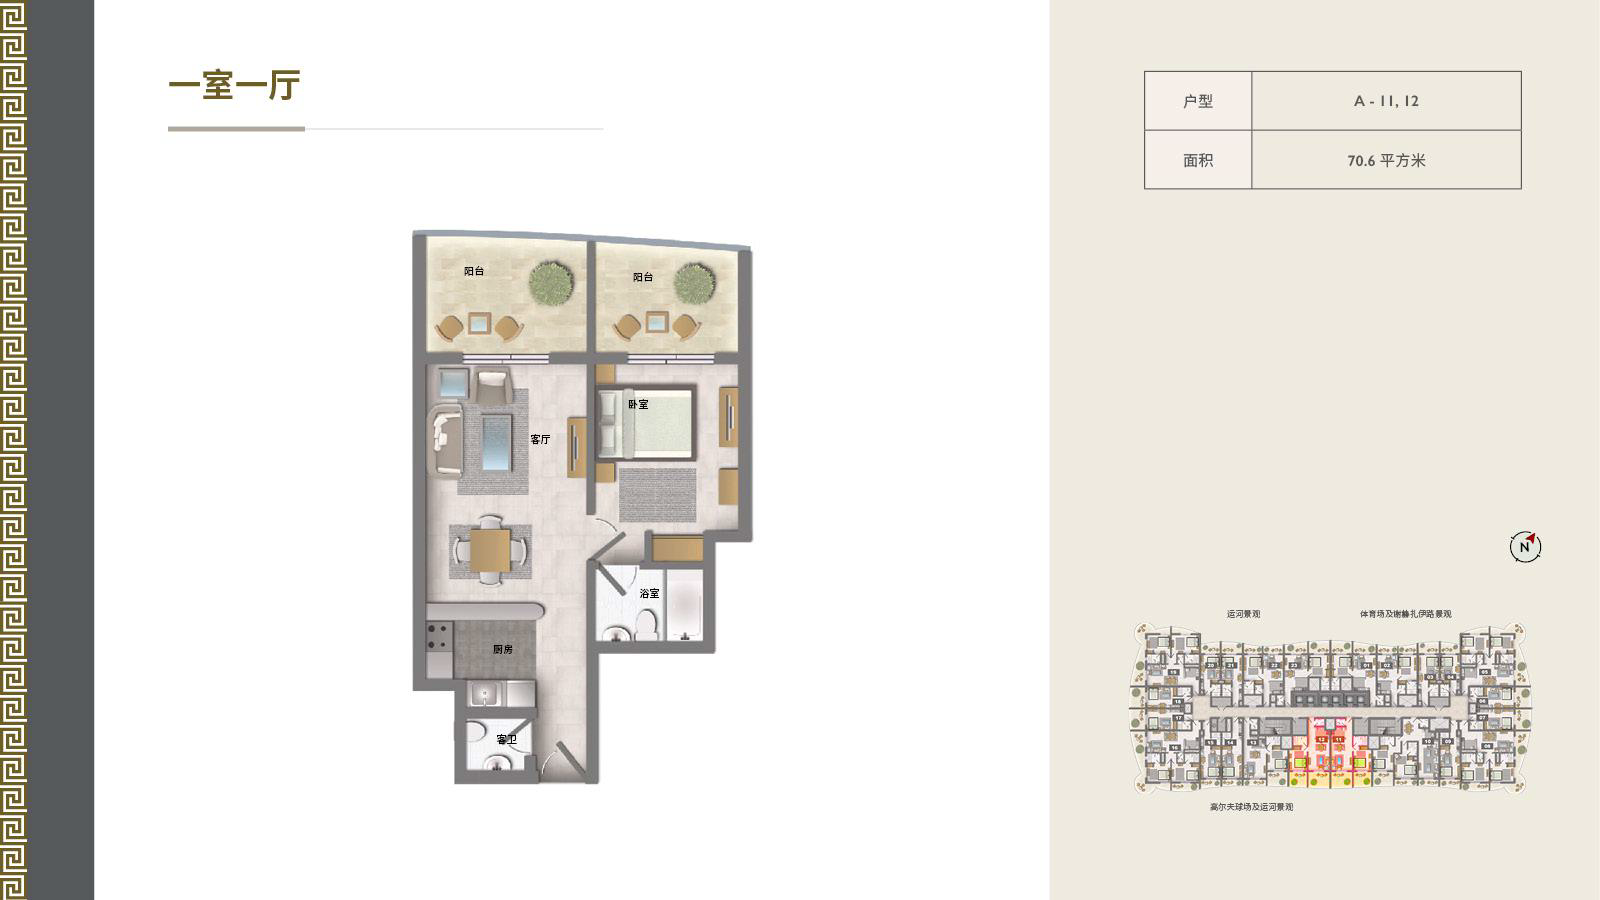 一室一厅
户型
A - 11, 12
面积
70.6 平方米
阳台
阳台
卧室
客厅
浴室
厨房
客卫
N
运河景观
体育场及谢赫扎伊路景观
高尔夫球场及运河景观